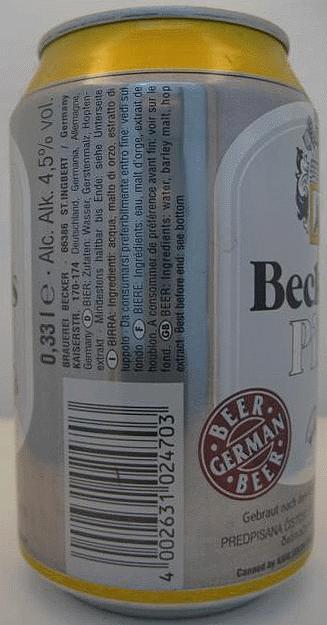 0,33 l e · Alc. Alk. 4,5% vol.
BRAUEREI BECKER · 66386 ST.INGBERT / Germany
KAISERSTR. 170-174 Deutschland, Germania, Allemagne,
Germany (D) BIER: Zutaten: Wasser, Gerstenmalz, Hopfen-
extrakt · Mindestens haltbar bis Ende: siehe Unterseite
(I) BIRRA: Ingredienti: acqua, malto di orzo, estratto di
luppolo · Da consumarsi preferibilmente entro fine: vedi sul
fondo (F) BIERE: Ingrédients: eau, malt d'orge, extrait de
houblon. A consommer de préférence avant fin: voir sur le
fond. (GB) BEER: Ingredients: water, barley malt, hop
extract · Best before end: see bottom
4 002631 024703
Bec
P
BEER · GERMAN · BEER
Gebraut nach
PREDPISANA
Canned by